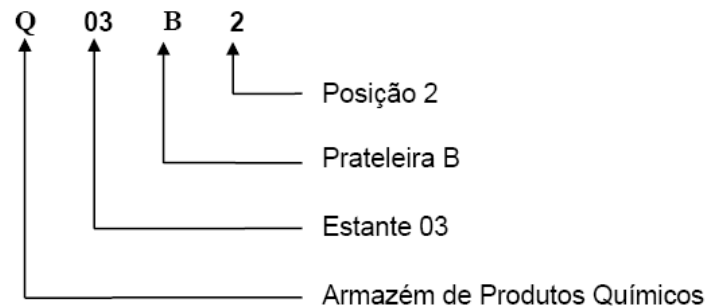 Q 03 B 2
Posição 2
Prateleira B
Estante 03
Armazém de Produtos Químicos